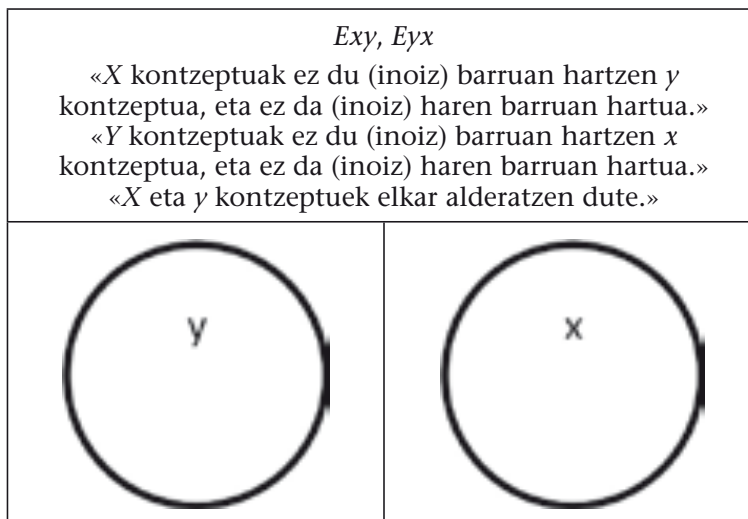 Exy, Eyx
«X kontzeptuak ez du (inoiz) barruan hartzen y
kontzeptua, eta ez da (inoiz) haren barruan hartua.»
«Y kontzeptuak ez du (inoiz) barruan hartzen x
kontzeptua, eta ez da (inoiz) haren barruan hartua.»
«X eta y kontzeptuek elkar alderatzen dute.»
y
x